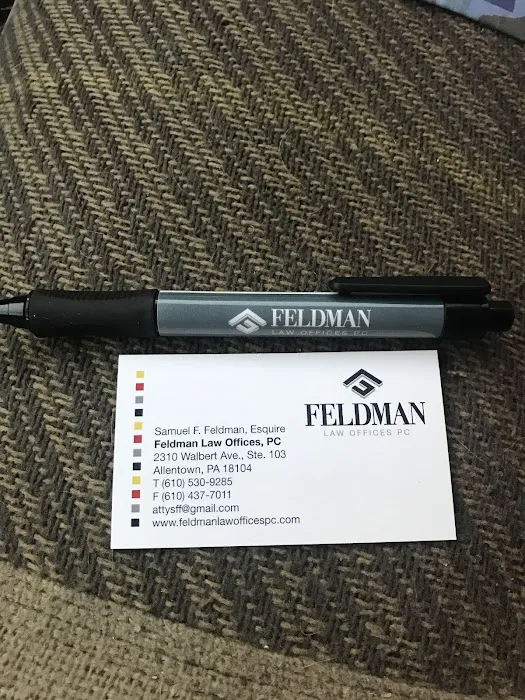 FELDMAN
LAW OFFICES PC
FELDMAN
LAW OFFICES PC
Samuel F. Feldman, Esquire
Feldman Law Offices, PC
2310 Walbert Ave., Ste. 103
Allentown, PA 18104
T (610) 530-9285
F (610) 437-7011
attysff@gmail.com
www.feldmanlawofficespc.com